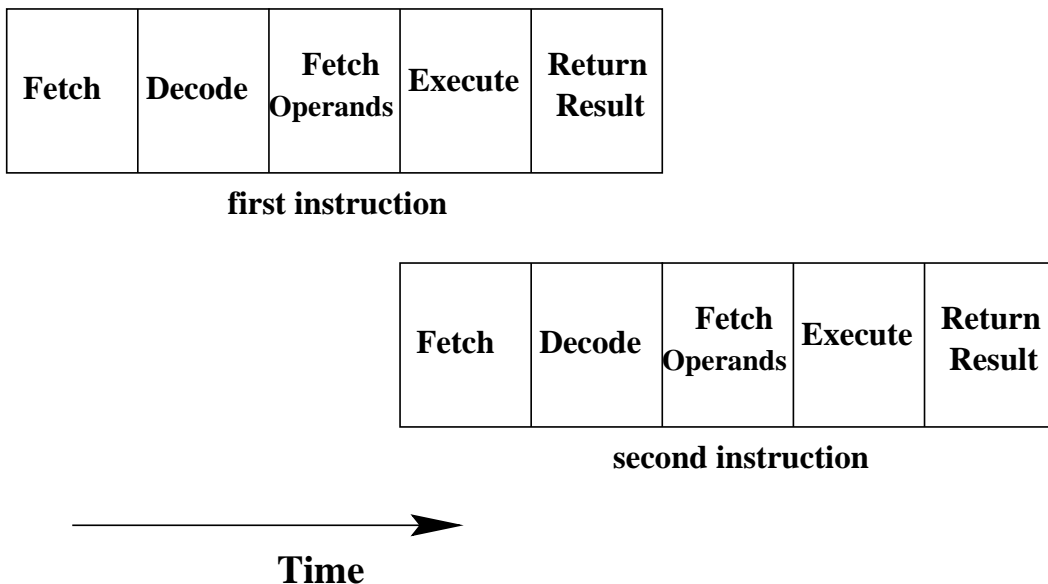 Fetch
Decode
Fetch
Operands
Execute
Return
Result
first instruction
Fetch
Decode
Fetch
Operands
Execute
Return
Result
second instruction
Time